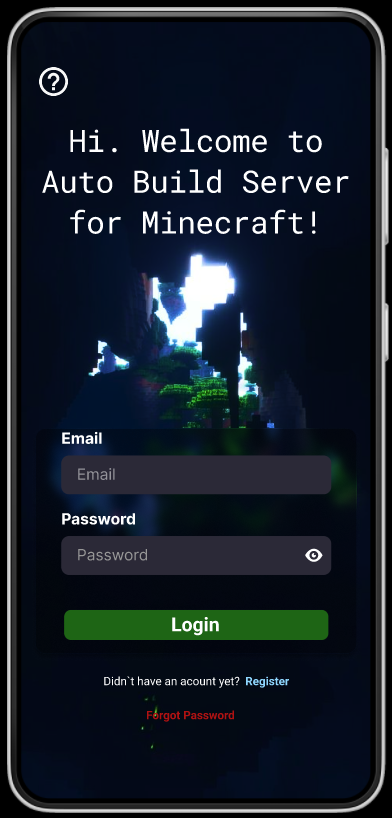 ?
Hi. Welcome to
Auto Build Server
for Minecraft!
Email
Email
Password
Password
Login
Didn`t have an acount yet? Register
Forgot Password